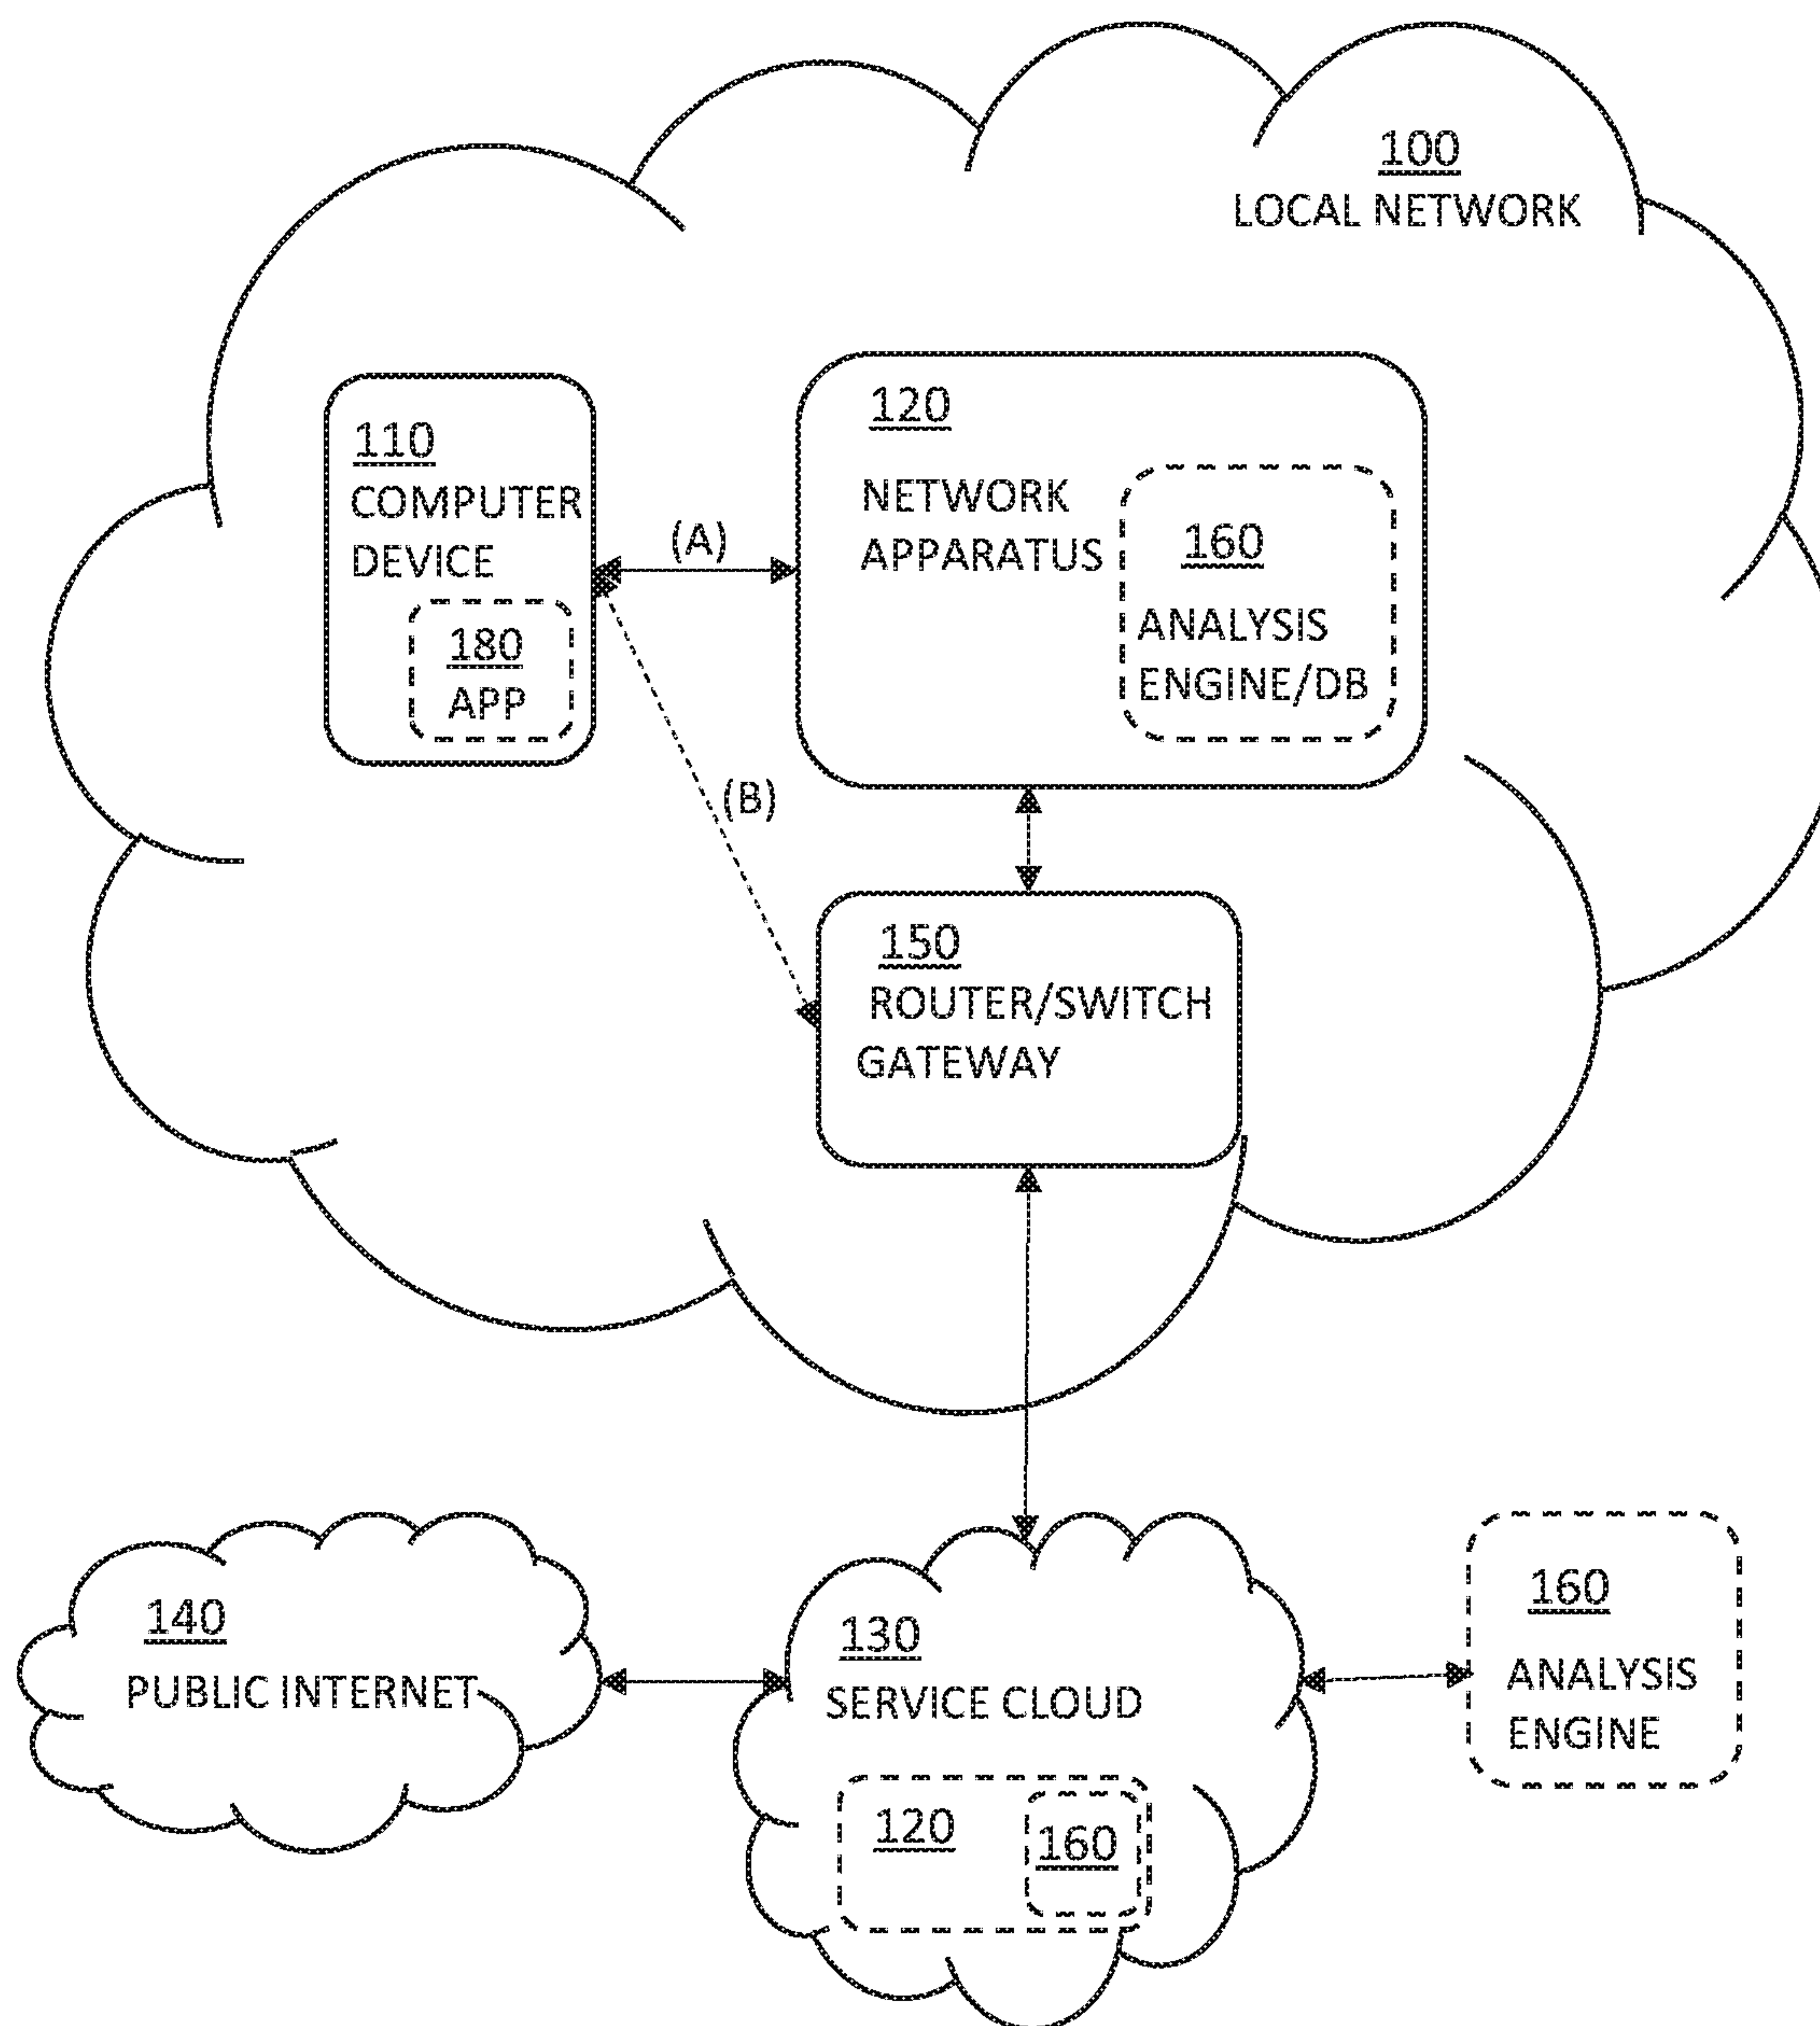 100
LOCAL NETWORK
110
COMPUTER
DEVICE
180
APP
(A)
120
NETWORK
APPARATUS
160
ANALYSIS
ENGINE/DB
(B)
150
ROUTER/SWITCH
GATEWAY
140
PUBLIC INTERNET
130
SERVICE CLOUD
120
160
160
ANALYSIS
ENGINE